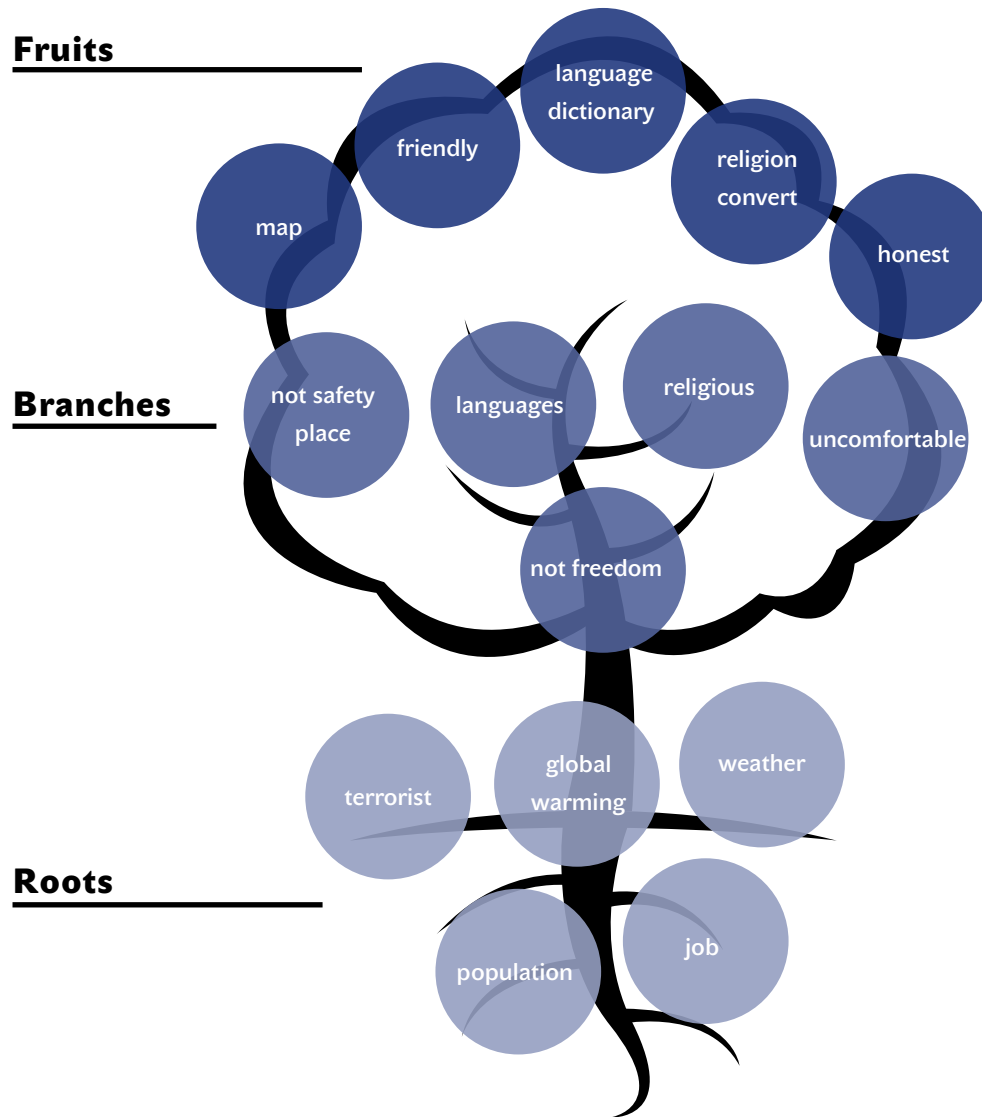 Fruits
language
dictionary
friendly
religion
convert
map
honest
Branches
not safety
place
languages
religious
uncomfortable
not freedom
terrorist
global
warming
weather
Roots
population
job